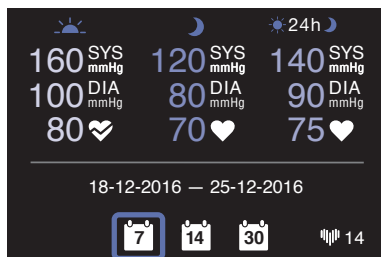 24h
160 SYS mmHg 120 SYS mmHg 140 SYS mmHg
100 DIA mmHg 80 DIA mmHg 90 DIA mmHg
80 70 75
18-12-2016 — 25-12-2016
7 14 30 14